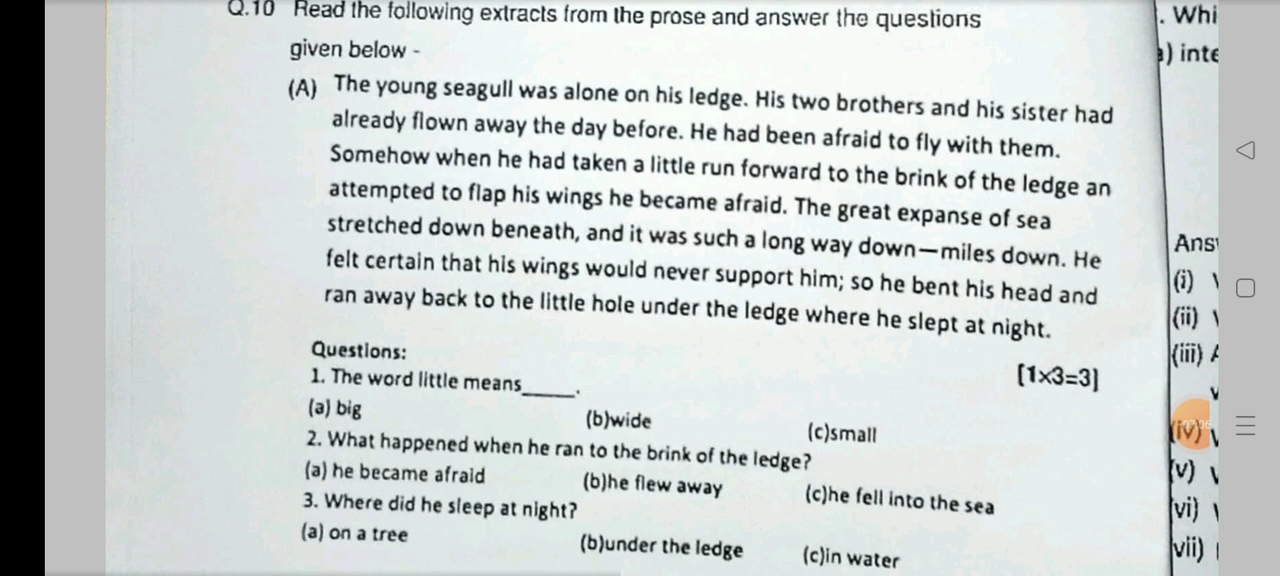 Q.10 Read the following extracts from the prose and answer the questions
given below -
(A) The young seagull was alone on his ledge. His two brothers and his sister had
already flown away the day before. He had been afraid to fly with them.
Somehow when he had taken a little run forward to the brink of the ledge an
attempted to flap his wings he became afraid. The great expanse of sea
stretched down beneath, and it was such a long way down—miles down. He
felt certain that his wings would never support him; so he bent his head and
ran away back to the little hole under the ledge where he slept at night.
Questions: [1x3=3]
1. The word little means_____.
(a) big (b)wide (c)small
2. What happened when he ran to the brink of the ledge?
(a) he became afraid (b)he flew away (c)he fell into the sea
3. Where did he sleep at night?
(a) on a tree (b)under the ledge (c)in water
. Whi
) inte
Ans
(i)
(ii)
(iii)
(iv)
(v)
(vi)
(vii)